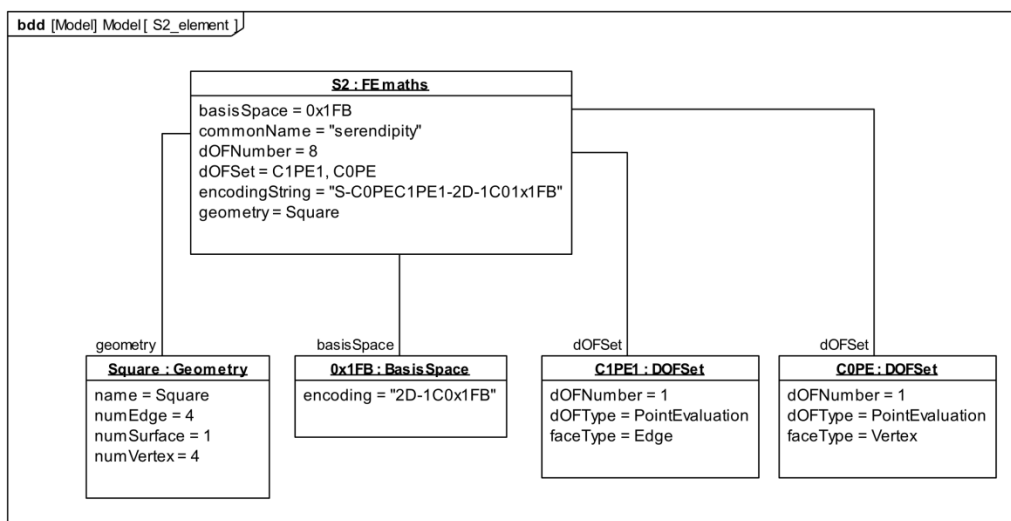 bdd [Model] Model [ S2_element ]
S2 : FEmaths
basisSpace = 0x1FB
commonName = "serendipity"
dOFNumber = 8
dOFSet = C1PE1, C0PE
encodingString = "S-C0PEC1PE1-2D-1C01x1FB"
geometry = Square
geometry
basisSpace
dOFSet
dOFSet
Square : Geometry
name = Square
numEdge = 4
numSurface = 1
numVertex = 4
0x1FB : BasisSpace
encoding = "2D-1C0x1FB"
C1PE1 : DOFSet
dOFNumber = 1
dOFType = PointEvaluation
faceType = Edge
C0PE : DOFSet
dOFNumber = 1
dOFType = PointEvaluation
faceType = Vertex